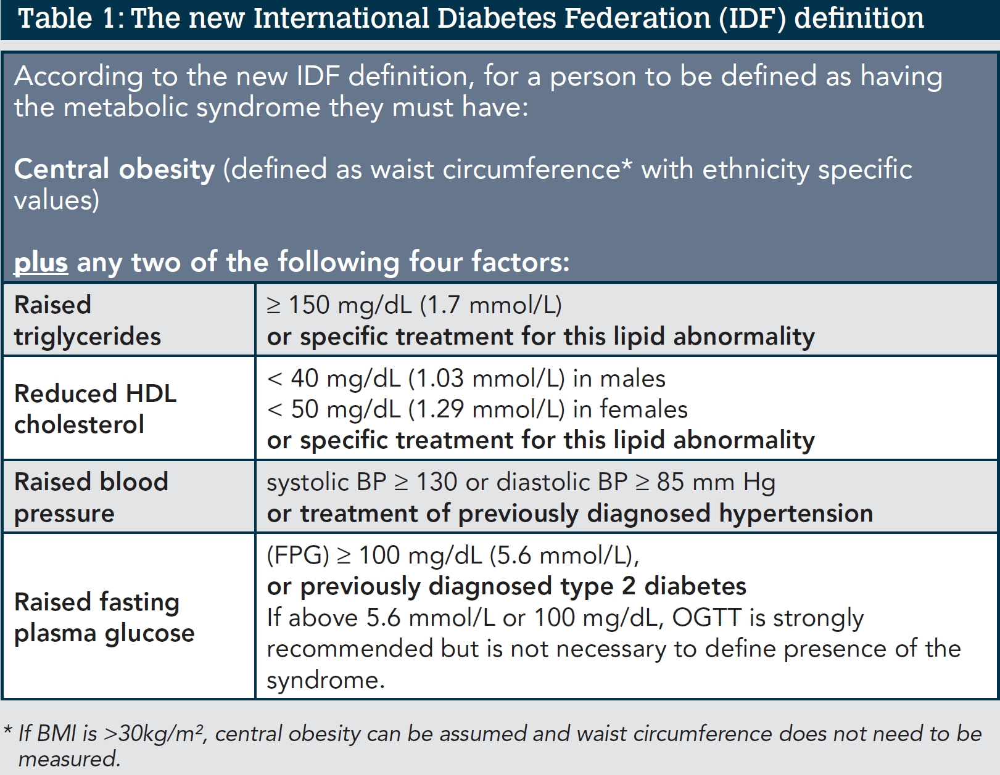 Table 1: The new International Diabetes Federation (IDF) definition
According to the new IDF definition, for a person to be defined as having
the metabolic syndrome they must have:
Central obesity (defined as waist circumference* with ethnicity specific
values)
plus any two of the following four factors:
Raised
triglycerides
≥ 150 mg/dL (1.7 mmol/L)
or specific treatment for this lipid abnormality
Reduced HDL
cholesterol
< 40 mg/dL (1.03 mmol/L) in males
< 50 mg/dL (1.29 mmol/L) in females
or specific treatment for this lipid abnormality
Raised blood
pressure
systolic BP ≥ 130 or diastolic BP ≥ 85 mm Hg
or treatment of previously diagnosed hypertension
Raised fasting
plasma glucose
(FPG) ≥ 100 mg/dL (5.6 mmol/L),
or previously diagnosed type 2 diabetes
If above 5.6 mmol/L or 100 mg/dL, OGTT is strongly
recommended but is not necessary to define presence of the
syndrome.
* If BMI is >30kg/m², central obesity can be assumed and waist circumference does not need to be
measured.